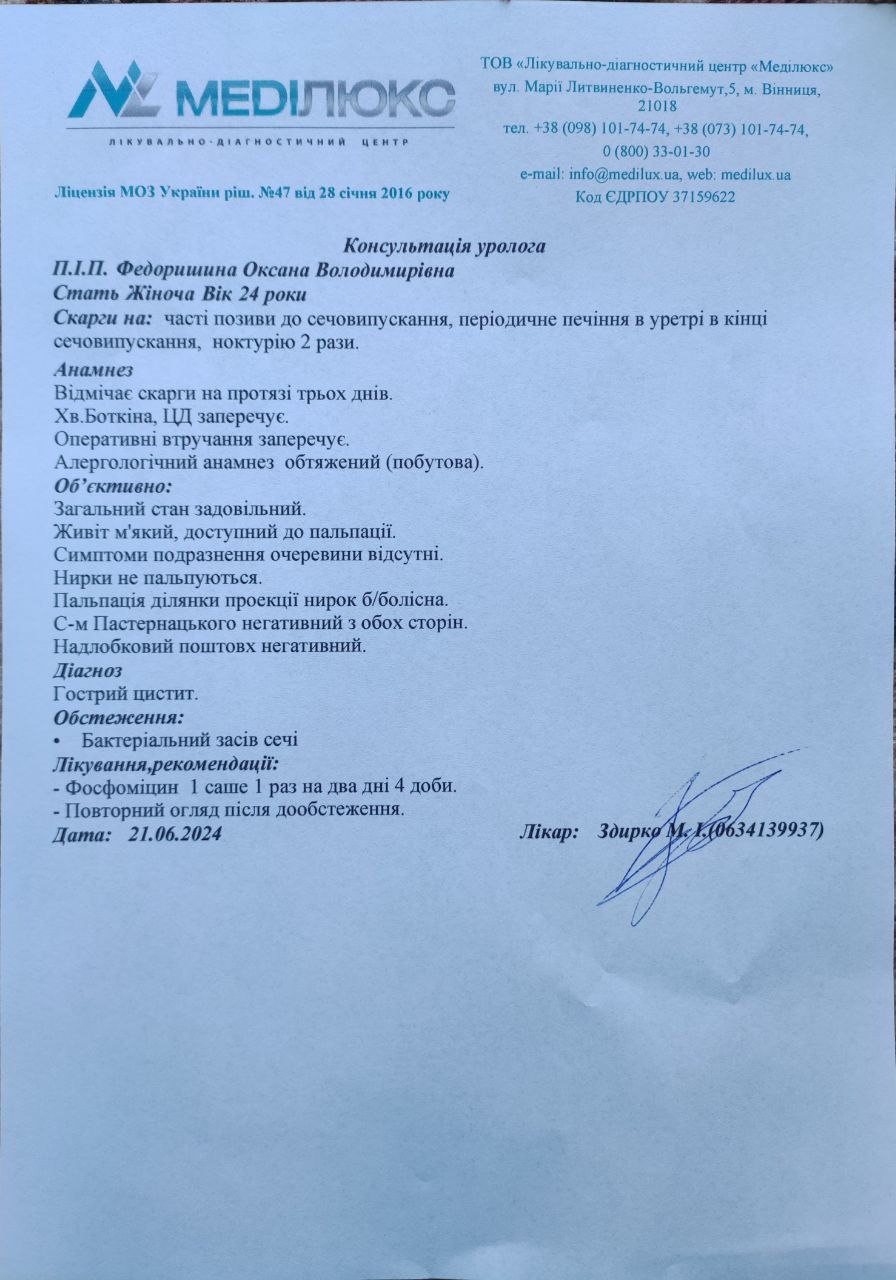 МЕDІЛЮКС
ЛІКУВАЛЬНО-ДІАГНОСТИЧНИЙ ЦЕНТР
Ліцензія МОЗ України ріш. №47 від 28 січня 2016 року
ТОВ «Лікувально-діагностичний центр «Меділюкс»
вул. Марії Литвиненко-Вольгемут,5, м. Вінниця,
21018
тел. +38 (098) 101-74-74, +38 (073) 101-74-74,
0 (800) 33-01-30
e-mail: info@medilux.ua, web: medilux.ua
Код ЄДРПОУ 37159622
Консультація уролога
П.І.П. Федоришина Оксана Володимирівна
Стать Жіноча Вік 24 роки
Скарги на: часті позиви до сечовипускання, періодичне печіння в уретрі в кінці
сечовипускання, ноктурію 2 рази.
Анамнез
Відмічає скарги на протязі трьох днів.
Хв.Боткіна, ЦД заперечує.
Оперативні втручання заперечує.
Алергологічний анамнез обтяжений (побутова).
Об’єктивно:
Загальний стан задовільний.
Живіт м'який, доступний до пальпації.
Симптоми подразнення очеревини відсутні.
Нирки не пальпуються.
Пальпація ділянки проекції нирок б/болісна.
С-м Пастернацького негативний з обох сторін.
Надлобковий поштовх негативний.
Діагноз
Гострий цистит.
Обстеження:
• Бактеріальний засів сечі
Лікування,рекомендації:
- Фосфоміцин 1 саше 1 раз на два дні 4 доби.
- Повторний огляд після дообстеження.
Дата: 21.06.2024 Лікар: Здирко М. І.(0634139937)